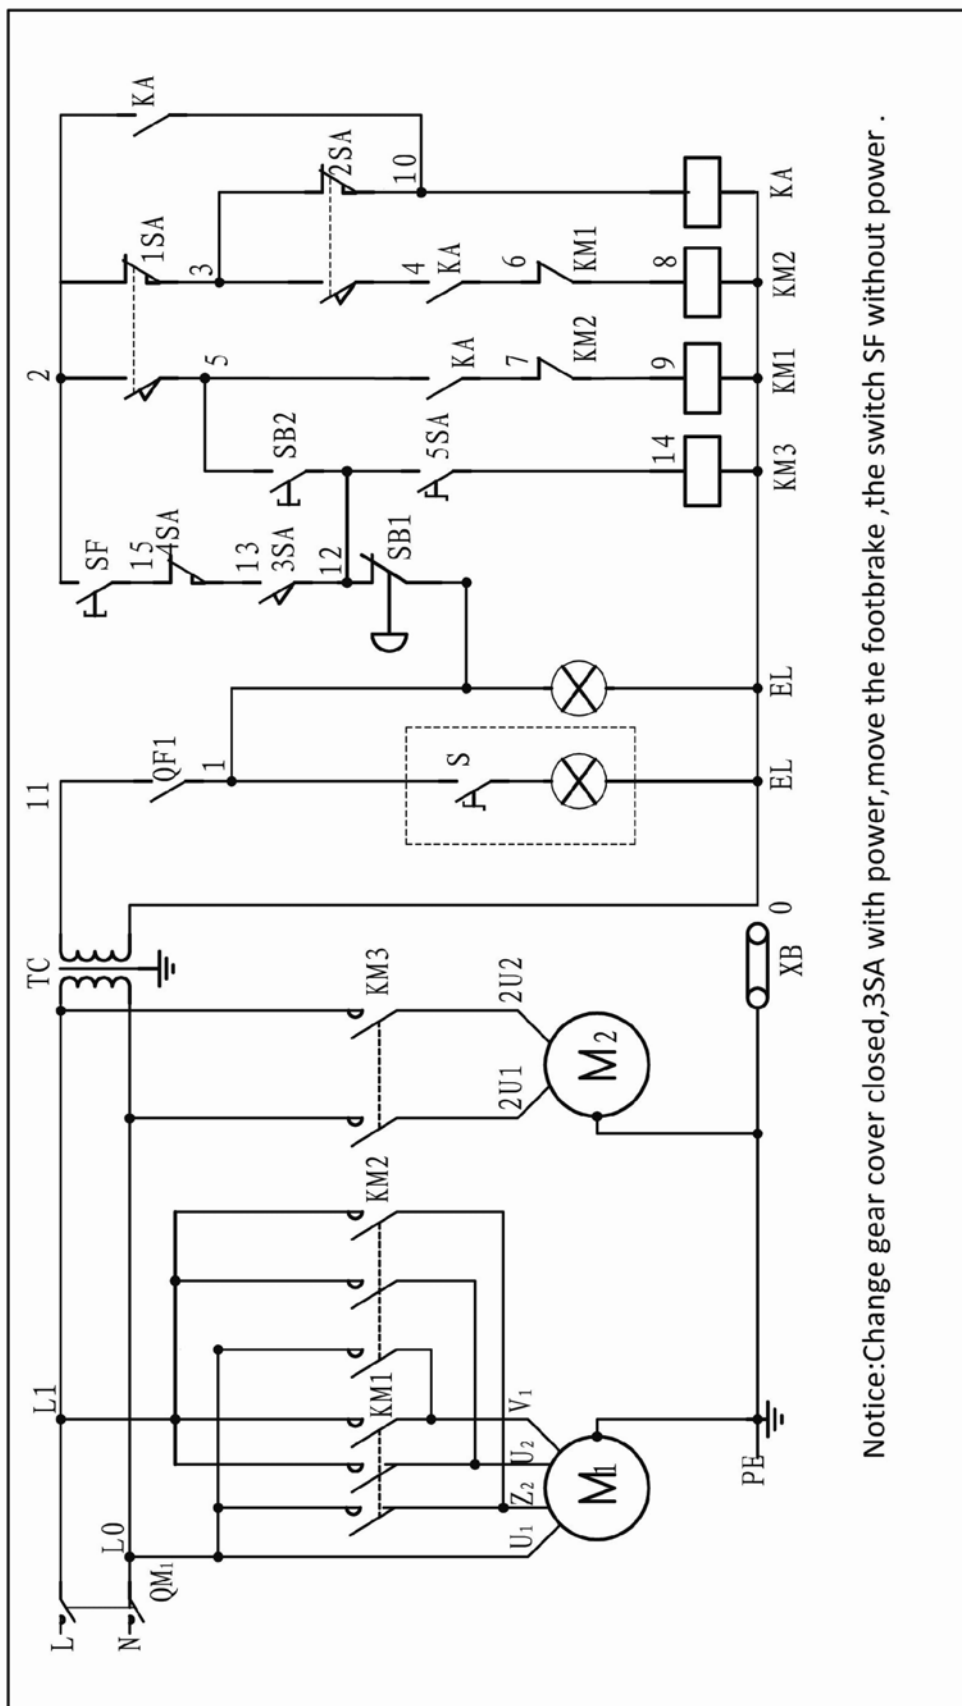 L
N
QM1
L0
L1
U1
Z2
U2
V1
M1
KM1
KM2
PE
2U1
2U2
M2
KM3
TC
XB
0
11
QF1
1
S
EL
EL
SF
15
4SA
13
3SA
12
SB1
2
SB2
5SA
14
KM3
5
KA
7
KM2
9
KM1
1SA
3
4
KA
6
KM1
8
KM2
2SA
10
KA
KA
Notice:Change gear cover closed,3SA with power,move the footbrake ,the switch SF without power .